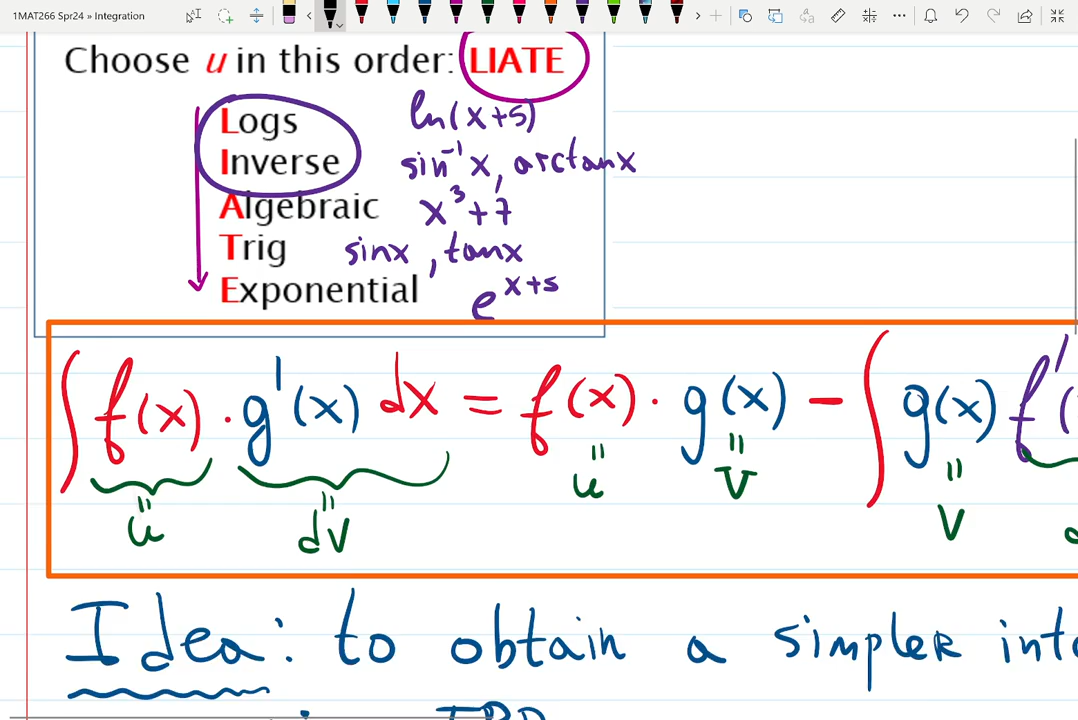 1MAT266 Spr24 » Integration
Choose u in this order: LIATE
Logs ln(x+5)
Inverse sin⁻¹x, arctanx
Algebraic x³+7
Trig sinx, tanx
Exponential e^(x+5)
∫ f(x) · g'(x) dx = f(x) · g(x) − ∫ g(x) f'(
u dv u v v d
Idea: to obtain a simpler int
IBP